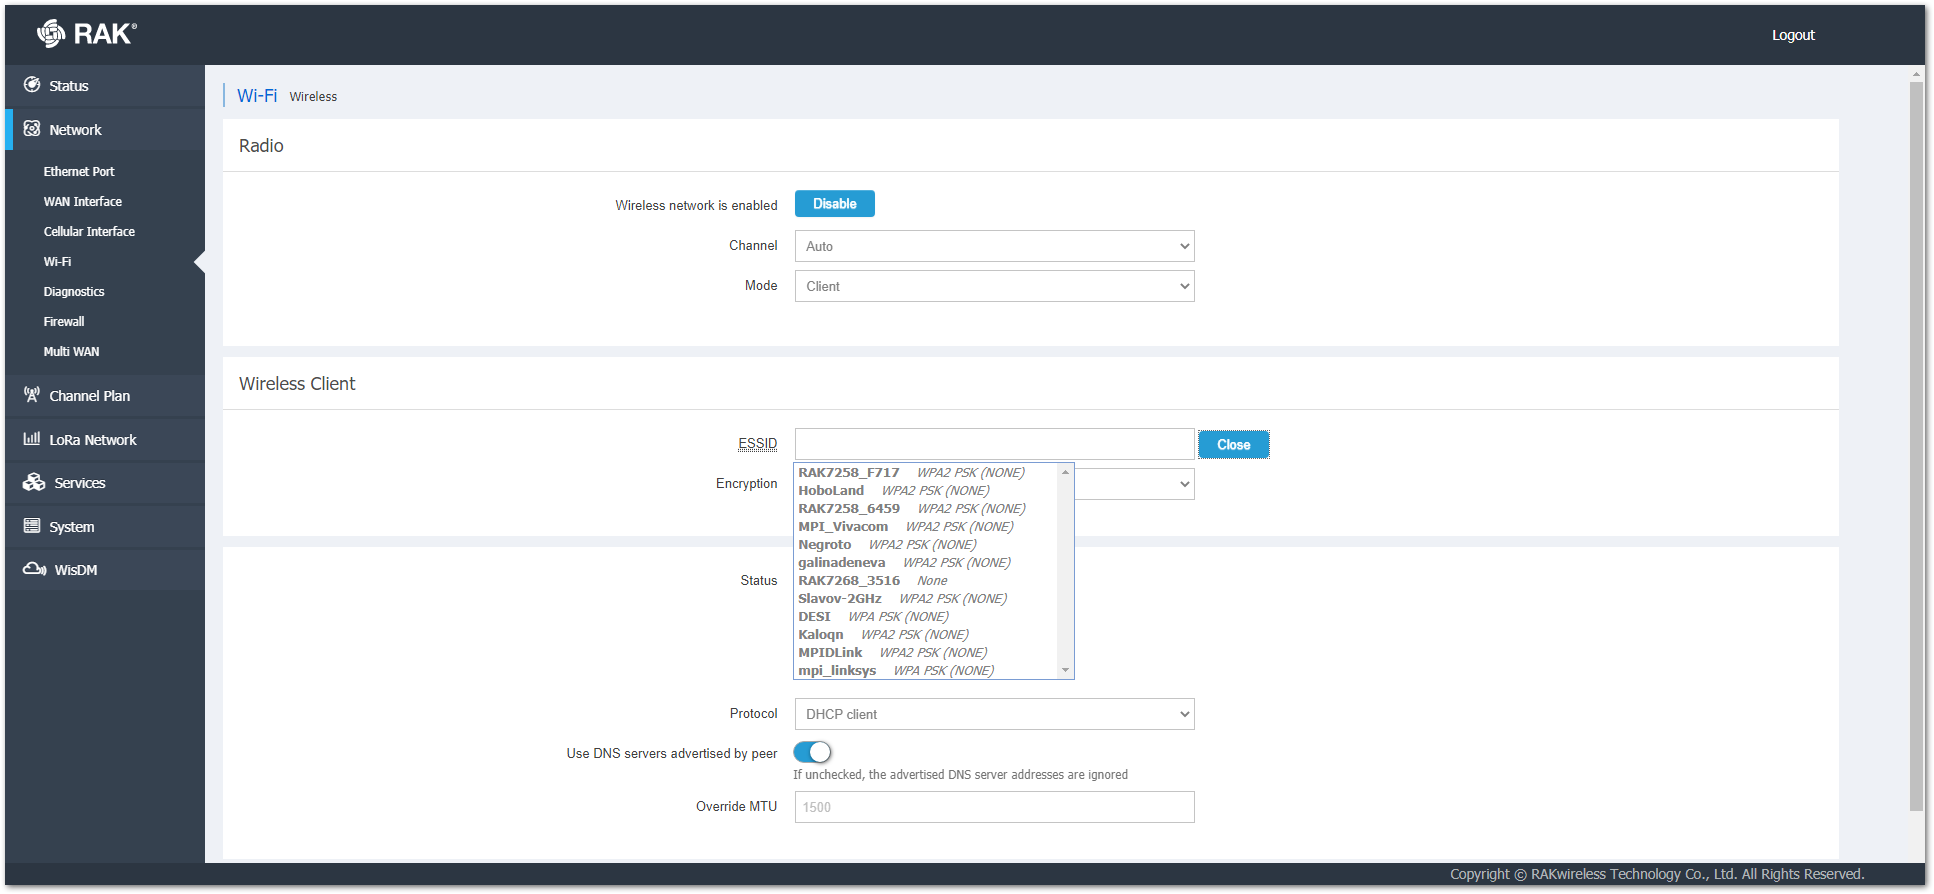 RAK®
Logout
Status
Network
Ethernet Port
WAN Interface
Cellular Interface
Wi-Fi
Diagnostics
Firewall
Multi WAN
Channel Plan
LoRa Network
Services
System
WisDM
Wi-Fi Wireless
Radio
Wireless network is enabled Disable
Channel Auto
Mode Client
Wireless Client
ESSID Close
Encryption
RAK7258_F717 WPA2 PSK (NONE)
HoboLand WPA2 PSK (NONE)
RAK7258_6459 WPA2 PSK (NONE)
MPI_Vivacom WPA2 PSK (NONE)
Negroto WPA2 PSK (NONE)
galinadeneva WPA2 PSK (NONE)
RAK7268_3516 None
Slavov-2GHz WPA2 PSK (NONE)
DESI WPA PSK (NONE)
Kaloqn WPA2 PSK (NONE)
MPIDLink WPA2 PSK (NONE)
mpi_linksys WPA PSK (NONE)
Status
Protocol DHCP client
Use DNS servers advertised by peer
If unchecked, the advertised DNS server addresses are ignored
Override MTU 1500
Copyright © RAKwireless Technology Co., Ltd. All Rights Reserved.